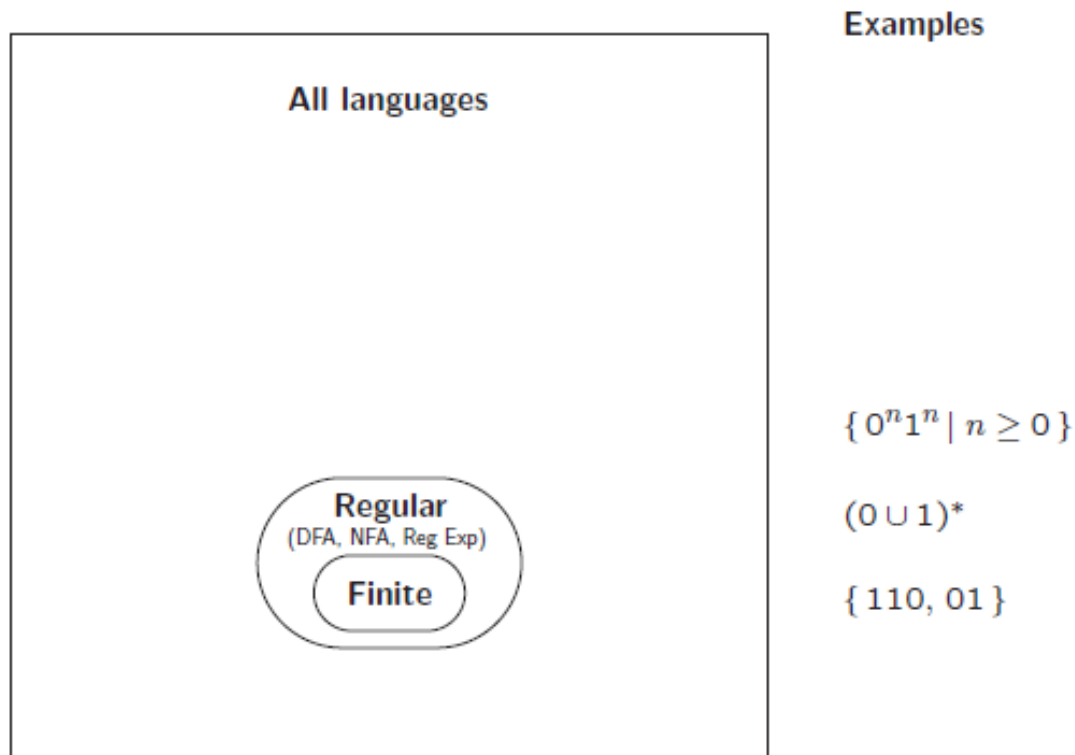 Examples
All languages
{ 0ⁿ1ⁿ | n ≥ 0 }
Regular
(0 ∪ 1)*
(DFA, NFA, Reg Exp)
Finite
{ 110, 01 }